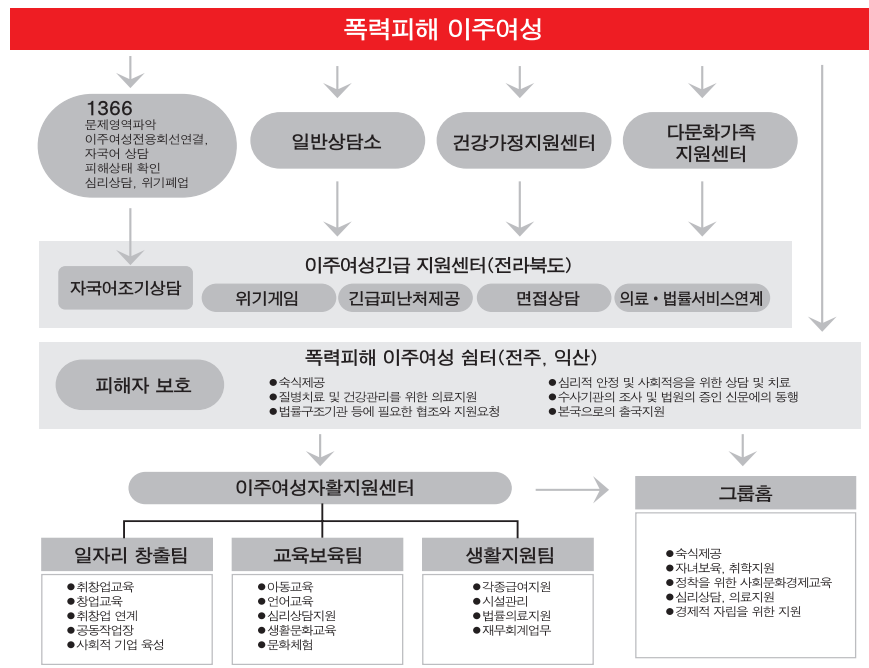 폭력피해 이주여성
1366
문제영역파악
이주여성전용회선연결,
자국어 상담
피해상태 확인
심리상담, 위기폐업
일반상담소
건강가정지원센터
다문화가족
지원센터
이주여성긴급 지원센터(전라북도)
자국어조기상담
위기게임
긴급피난처제공
면접상담
의료·법률서비스연계
폭력피해 이주여성 쉼터(전주, 익산)
피해자 보호
●숙식제공
●질병치료 및 건강관리를 위한 의료지원
●법률구조기관 등에 필요한 협조와 지원요청
●심리적 안정 및 사회적응을 위한 상담 및 치료
●수사기관의 조사 및 법원의 증인 신문에의 동행
●본국으로의 출국지원
이주여성자활지원센터
일자리 창출팀
●취창업교육
●창업교육
●취창업 연계
●공동작업장
●사회적 기업 육성
교육보육팀
●아동교육
●언어교육
●심리상담지원
●생활문화교육
●문화체험
생활지원팀
●각종급여지원
●시설관리
●법률의료지원
●재무회계업무
그룹홈
●숙식제공
●자녀보육, 취학지원
●정착을 위한 사회문화경제교육
●심리상담, 의료지원
●경제적 자립을 위한 지원